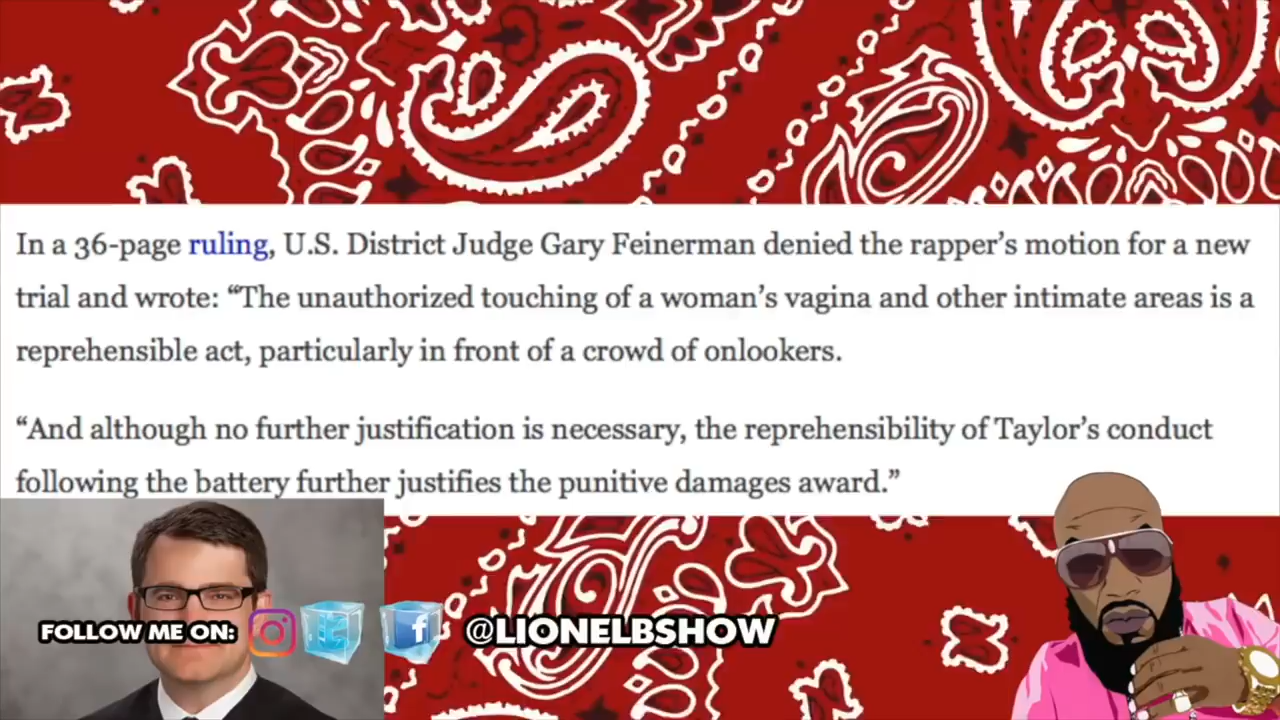 In a 36-page ruling, U.S. District Judge Gary Feinerman denied the rapper’s motion for a new
trial and wrote: “The unauthorized touching of a woman’s vagina and other intimate areas is a
reprehensible act, particularly in front of a crowd of onlookers.
“And although no further justification is necessary, the reprehensibility of Taylor’s conduct
following the battery further justifies the punitive damages award.”
FOLLOW ME ON: f @LIONELBSHOW